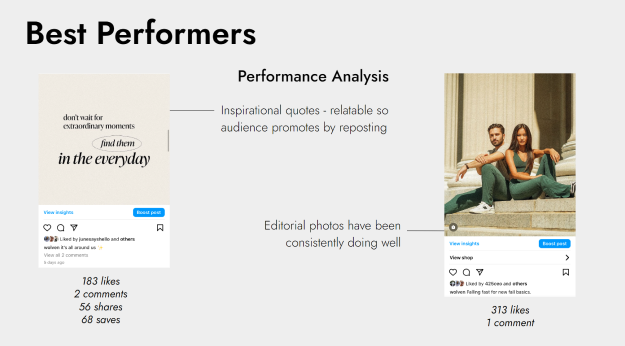 Best Performers
Performance Analysis
don't wait for
extraordinary moments
find them
in the everyday
Inspirational quotes - relatable so
audience promotes by reposting
View insights
Boost post
Liked by junesayshello and others
wolven it's all around us
View all 2 comments
5 days ago
183 likes
2 comments
56 shares
68 saves
Editorial photos have been
consistently doing well
View insights
Boost post
View shop
Liked by and others
wolven Falling fast for new fall basics.
313 likes
1 comment